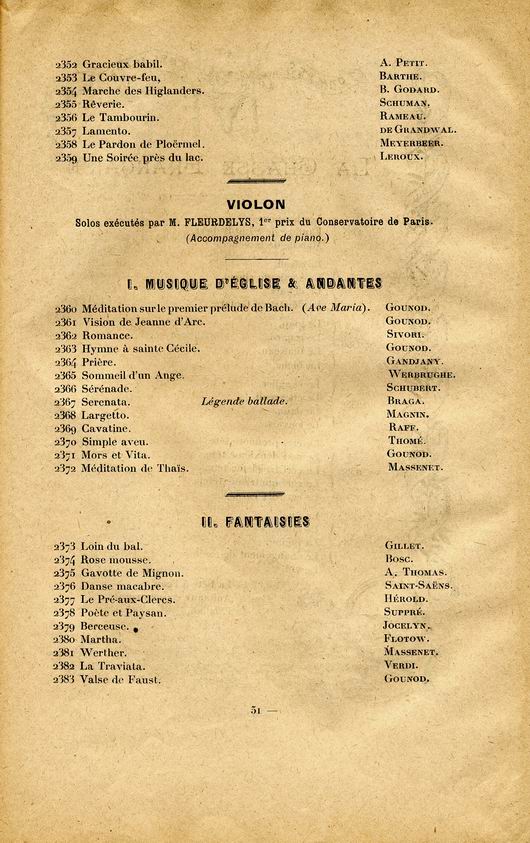 2352 Gracieux babil. A. Petit.
2353 Le Couvre-feu, Barthe.
2354 Marche des Higlanders. B. Godard.
2355 Rêverie. Schuman.
2356 Le Tambourin. Rameau.
2357 Lamento. de Grandwal.
2358 Le Pardon de Ploërmel. Meyerbeer.
2359 Une Soirée près du lac. Leroux.
VIOLON
Solos exécutés par M. FLEURDELYS, 1er prix du Conservatoire de Paris.
(Accompagnement de piano.)
I. MUSIQUE D'ÉGLISE & ANDANTES
2360 Méditation sur le premier prélude de Bach. (Ave Maria). Gounod.
2361 Vision de Jeanne d'Arc. Gounod.
2362 Romance. Sivori.
2363 Hymne à sainte Cécile. Gounod.
2364 Prière. Gandjany.
2365 Sommeil d'un Ange. Werbrughe.
2366 Sérénade. Schubert.
2367 Serenata. Légende ballade. Braga.
2368 Largetto. Magnin.
2369 Cavatine. Raff.
2370 Simple aveu. Thomé.
2371 Mors et Vita. Gounod.
2372 Méditation de Thaïs. Massenet.
II. FANTAISIES
2373 Loin du bal. Gillet.
2374 Rose mousse. Bosc.
2375 Gavotte de Mignon. A. Thomas.
2376 Danse macabre. Saint-Saëns.
2377 Le Pré-aux-Clercs. Hérold.
2378 Poète et Paysan. Suppré.
2379 Berceuse. Jocelyn.
2380 Martha. Flotow.
2381 Werther. Massenet.
2382 La Traviata. Verdi.
2383 Valse de Faust. Gounod.
51 —